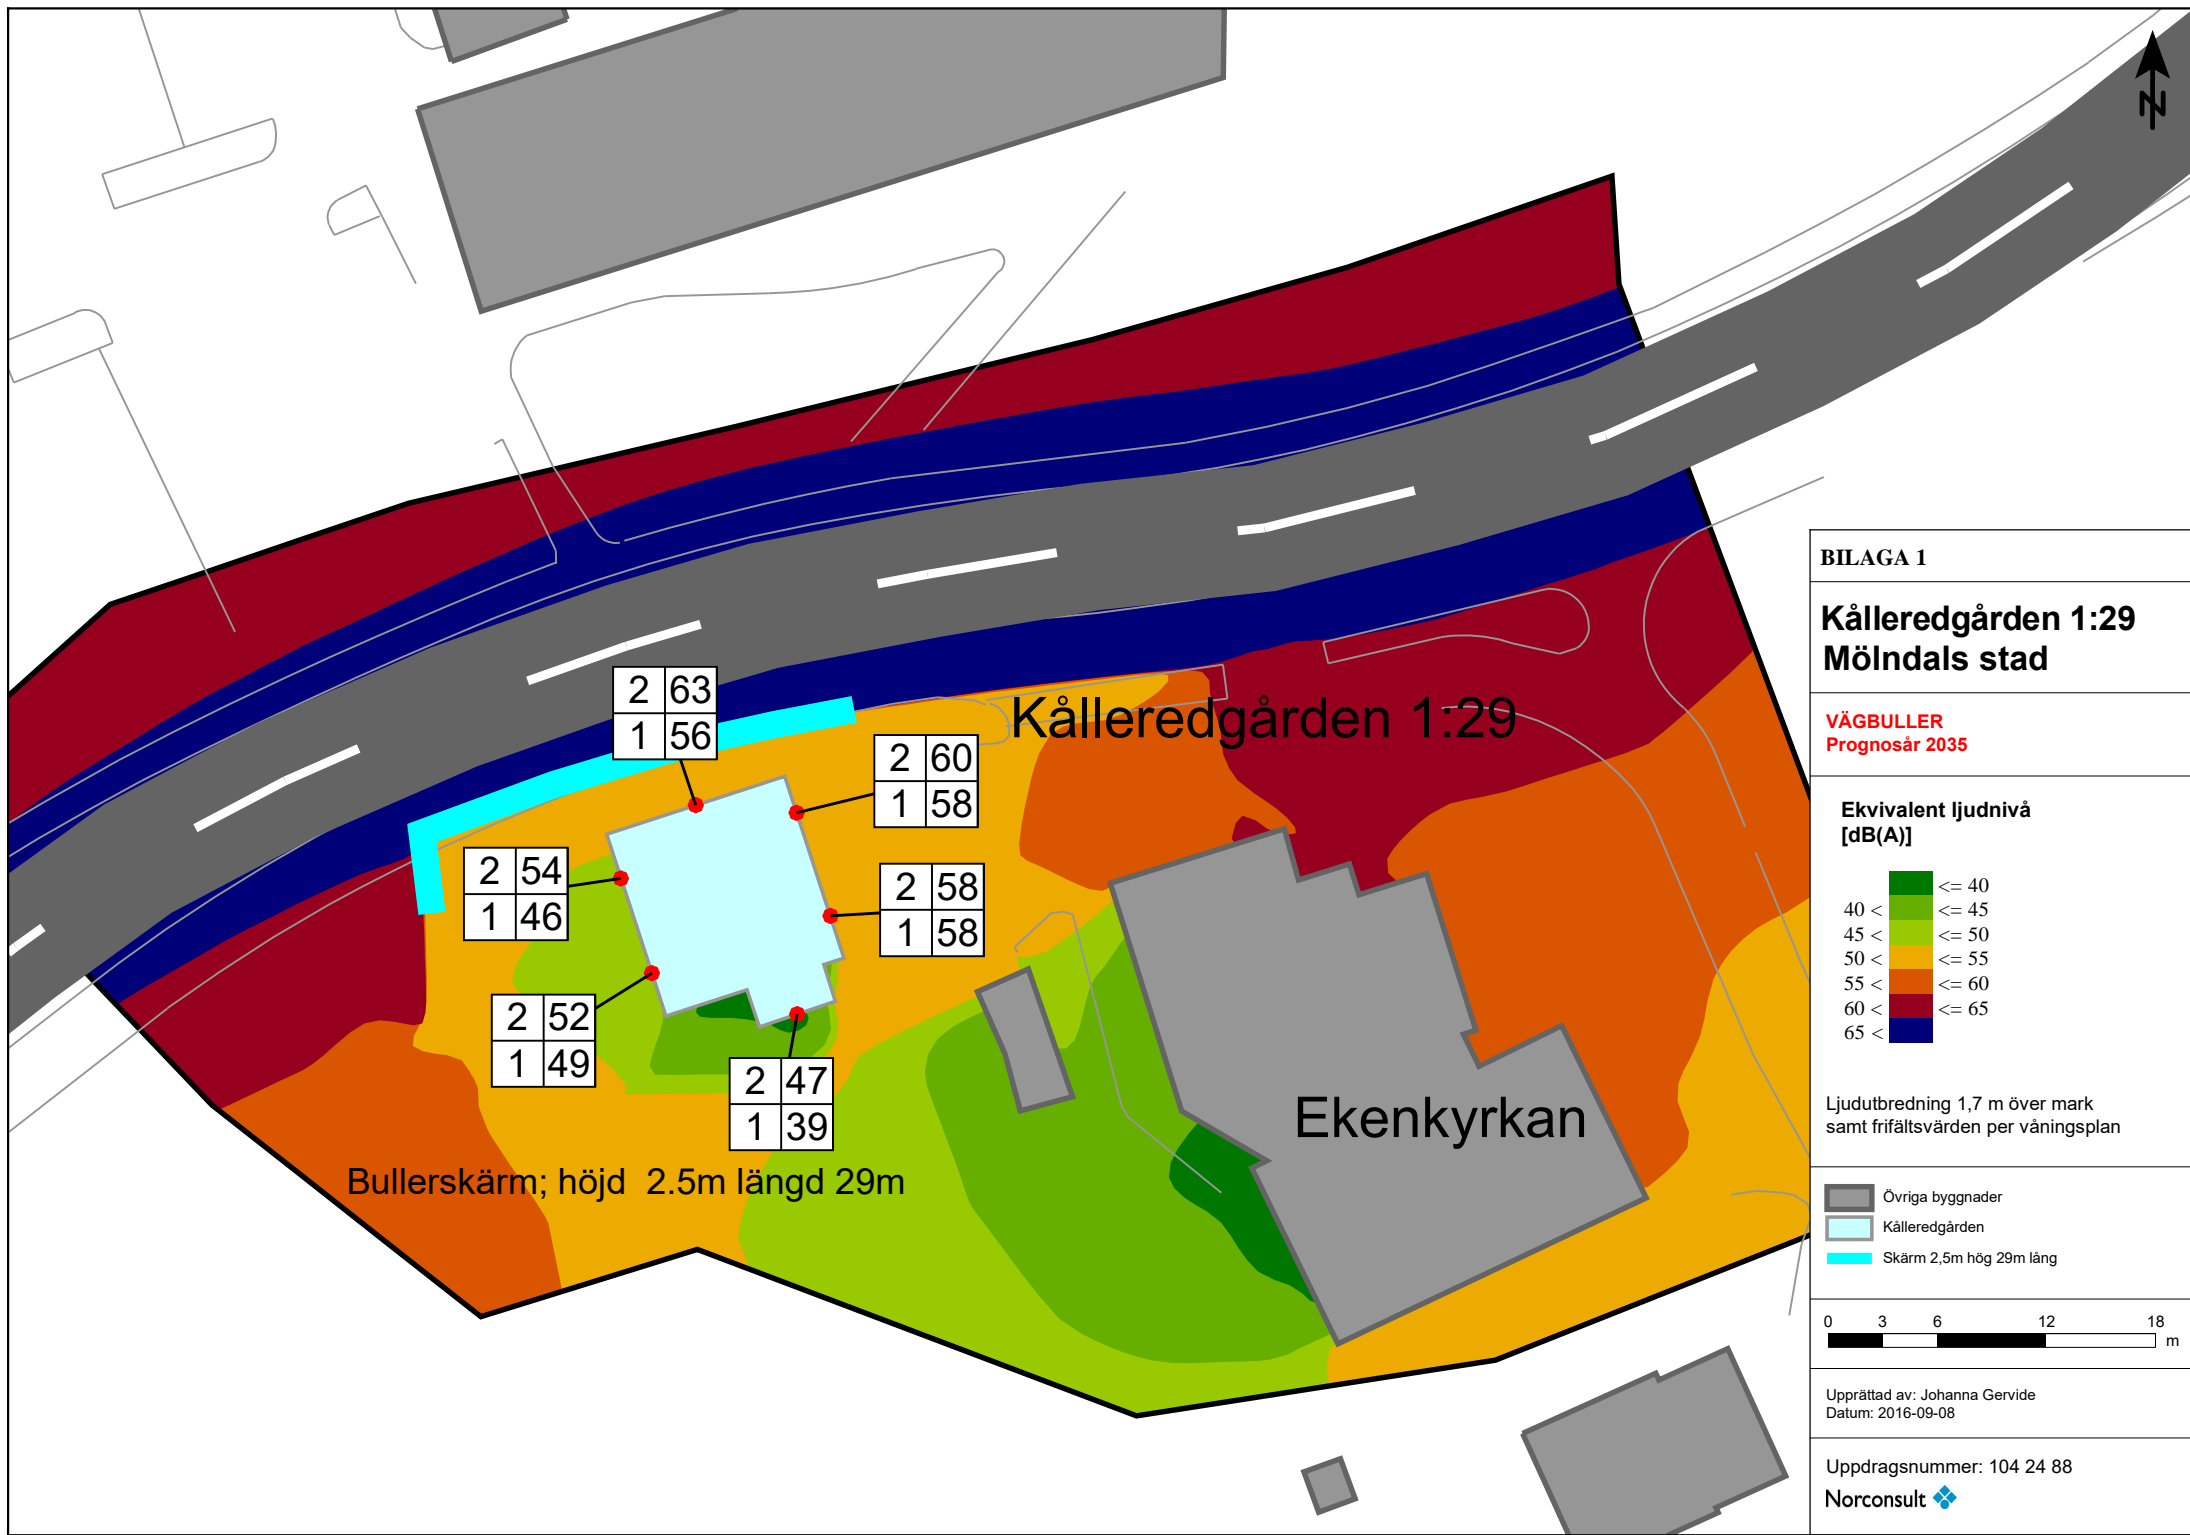 N
2 63
1 56
2 60
1 58
2 54
1 46
2 58
1 58
2 52
1 49
2 47
1 39
Kålleredgården 1:29
Ekenkyrkan
Bullerskärm; höjd 2.5m längd 29m
BILAGA 1
Kålleredgården 1:29
Mölndals stad
VÄGBULLER
Prognosår 2035
Ekvivalent ljudnivå
[dB(A)]
<= 40
40 < <= 45
45 < <= 50
50 < <= 55
55 < <= 60
60 < <= 65
65 <
Ljudutbredning 1,7 m över mark
samt frifältsvärden per våningsplan
Övriga byggnader
Kålleredgården
Skärm 2,5m hög 29m lång
0 3 6 12 18
m
Upprättad av: Johanna Gervide
Datum: 2016-09-08
Uppdragsnummer: 104 24 88
Norconsult